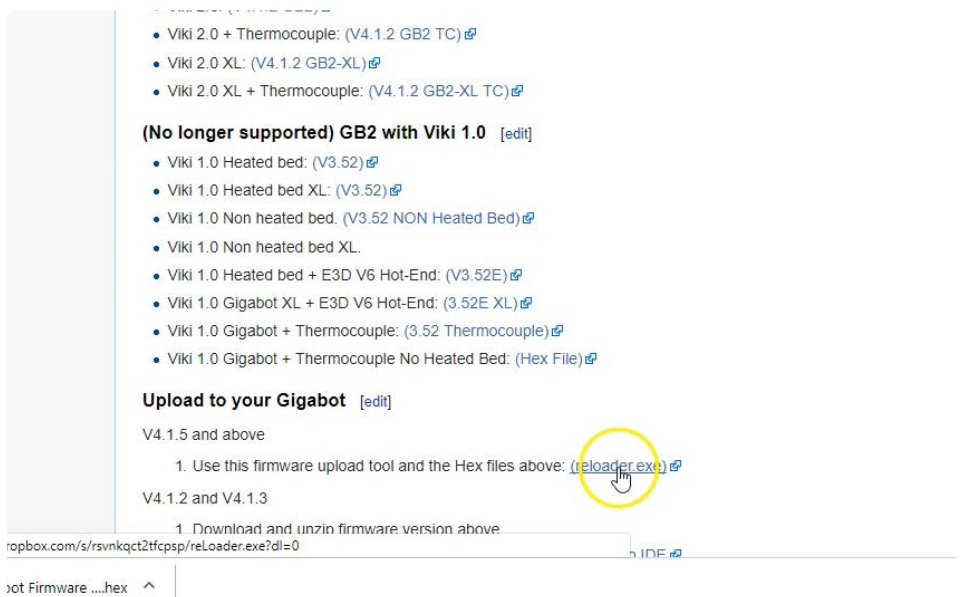 Viki 2.0 + Thermocouple: (V4.1.2 GB2 TC)
Viki 2.0 XL: (V4.1.2 GB2-XL)
Viki 2.0 XL + Thermocouple: (V4.1.2 GB2-XL TC)
(No longer supported) GB2 with Viki 1.0 [edit]
Viki 1.0 Heated bed: (V3.52)
Viki 1.0 Heated bed XL: (V3.52)
Viki 1.0 Non heated bed. (V3.52 NON Heated Bed)
Viki 1.0 Non heated bed XL.
Viki 1.0 Heated bed + E3D V6 Hot-End: (V3.52E)
Viki 1.0 Gigabot XL + E3D V6 Hot-End: (3.52E XL)
Viki 1.0 Gigabot + Thermocouple: (3.52 Thermocouple)
Viki 1.0 Gigabot + Thermocouple No Heated Bed: (Hex File)
Upload to your Gigabot [edit]
V4.1.5 and above
1. Use this firmware upload tool and the Hex files above: (reloader.exe)
V4.1.2 and V4.1.3
1. Download and unzip firmware version above
ropbox.com/s/rsvnkqct2tfcpsp/reLoader.exe?dl=0
IDE
ot Firmware ....hex